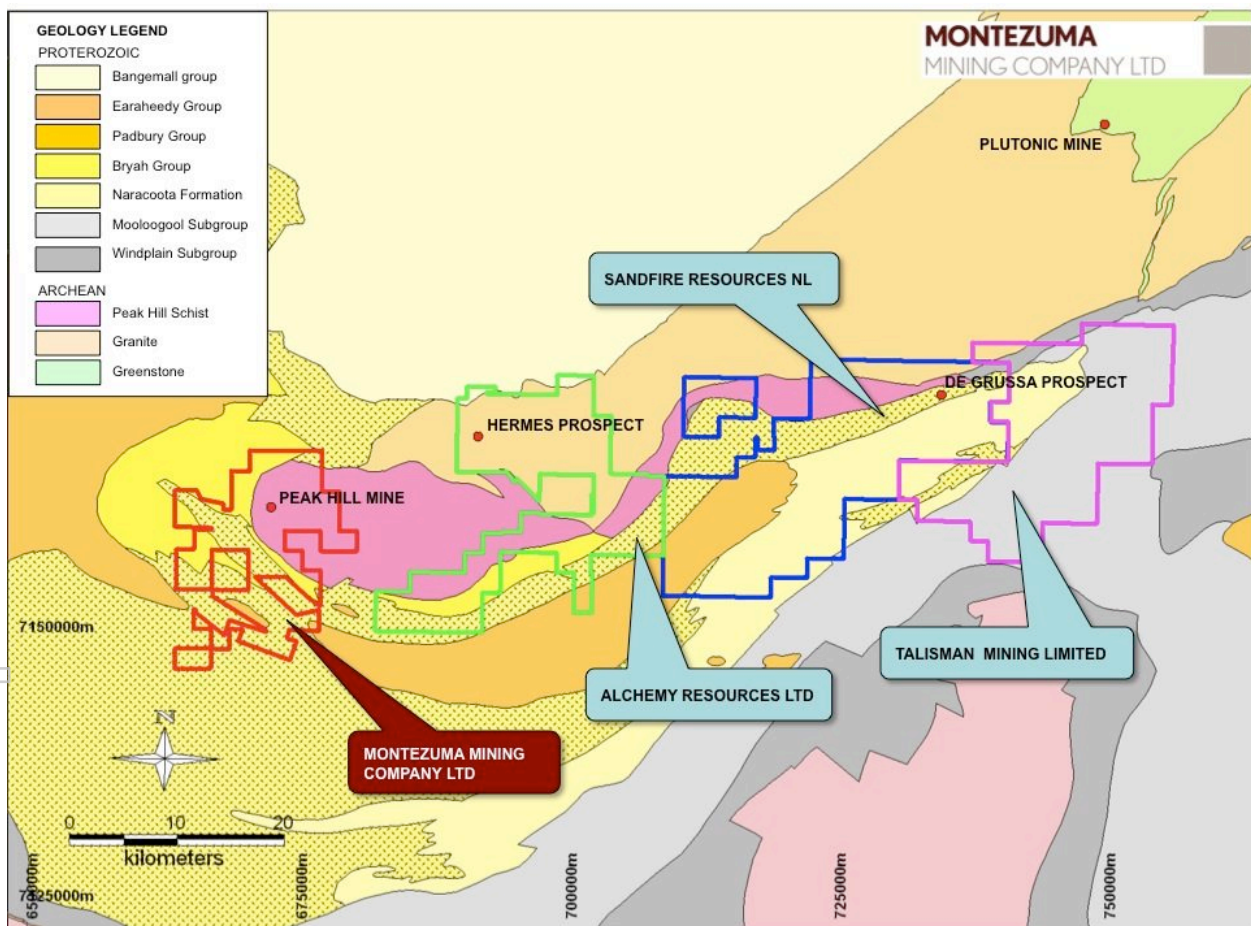 GEOLOGY LEGEND
PROTEROZOIC
Bangemall group
Earaheedy Group
Padbury Group
Bryah Group
Naracoota Formation
Mooloogool Subgroup
Windplain Subgroup
ARCHEAN
Peak Hill Schist
Granite
Greenstone
MONTEZUMA
MINING COMPANY LTD
PLUTONIC MINE
SANDFIRE RESOURCES NL
DE GRUSSA PROSPECT
HERMES PROSPECT
PEAK HILL MINE
7150000m
TALISMAN MINING LIMITED
ALCHEMY RESOURCES LTD
MONTEZUMA MINING
COMPANY LTD
N
0 10 20
kilometers
7125000m
650000m
675000m
700000m
725000m
750000m